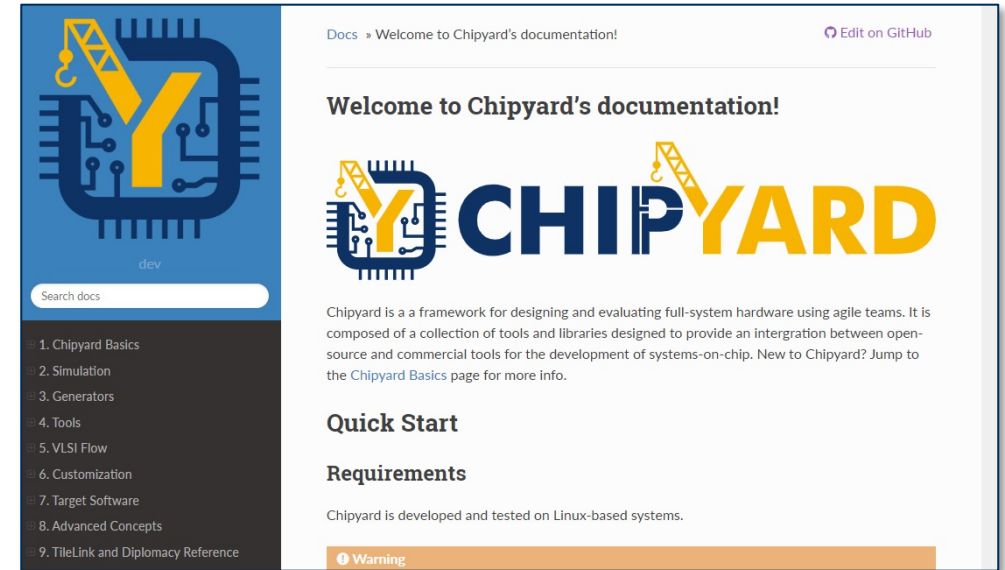 dev
Search docs
1. Chipyard Basics
2. Simulation
3. Generators
4. Tools
5. VLSI Flow
6. Customization
7. Target Software
8. Advanced Concepts
9. TileLink and Diplomacy Reference
Docs » Welcome to Chipyard's documentation!
Edit on GitHub
Welcome to Chipyard's documentation!
CHIPYARD
Chipyard is a a framework for designing and evaluating full-system hardware using agile teams. It is
composed of a collection of tools and libraries designed to provide an intergration between open-
source and commercial tools for the development of systems-on-chip. New to Chipyard? Jump to
the Chipyard Basics page for more info.
Quick Start
Requirements
Chipyard is developed and tested on Linux-based systems.
Warning